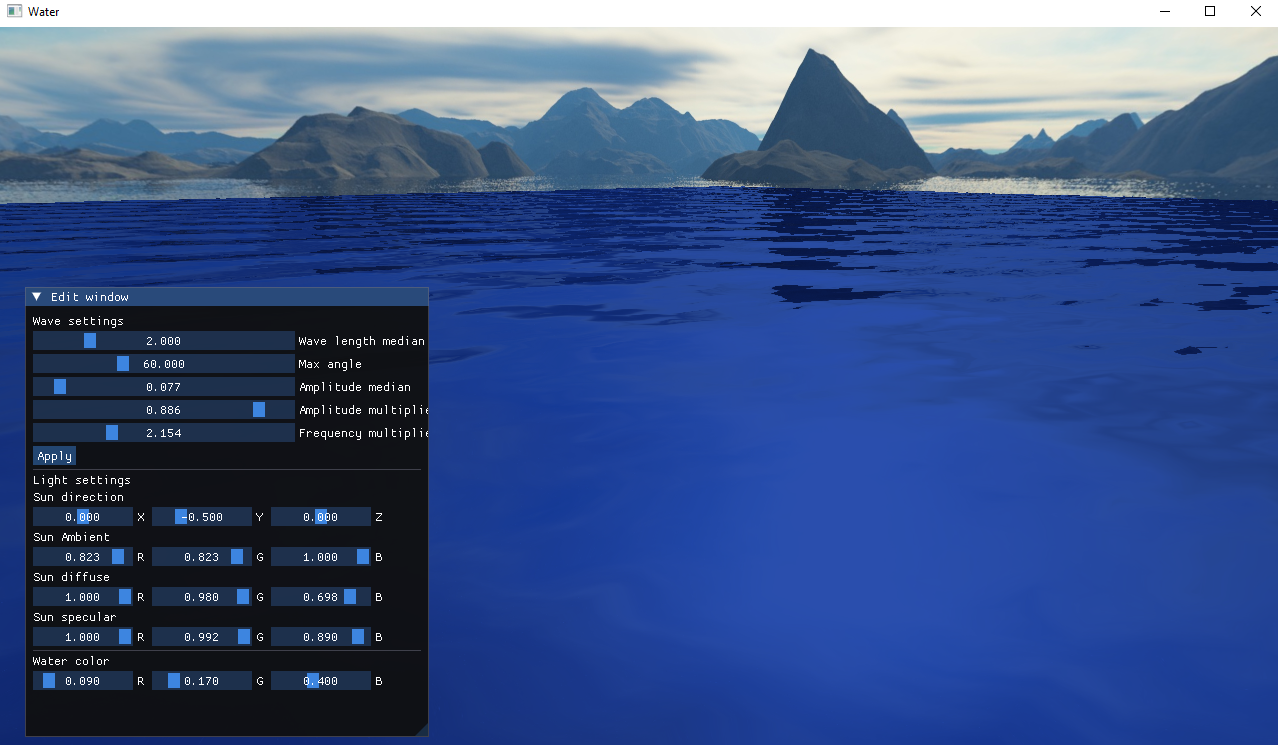 Water
Edit window
Wave settings
2.000 Wave length median
60.000 Max angle
0.077 Amplitude median
0.886 Amplitude multiplie
2.154 Frequency multiplie
Apply
Light settings
Sun direction
0.000 X -0.500 Y 0.000 Z
Sun Ambient
0.823 R 0.823 G 1.000 B
Sun diffuse
1.000 R 0.980 G 0.698 B
Sun specular
1.000 R 0.992 G 0.890 B
Water color
0.090 R 0.170 G 0.400 B